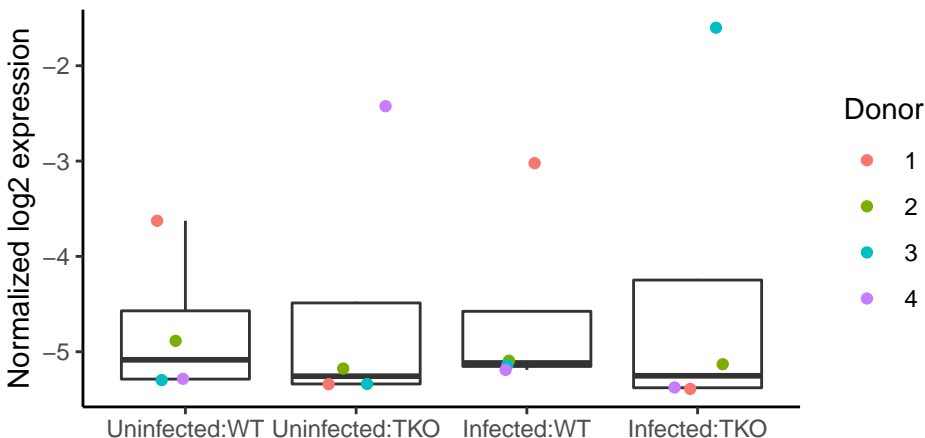 Normalized log2 expression
−2
−3
−4
−5
Uninfected:WT
Uninfected:TKO
Infected:WT
Infected:TKO
Donor
1
2
3
4